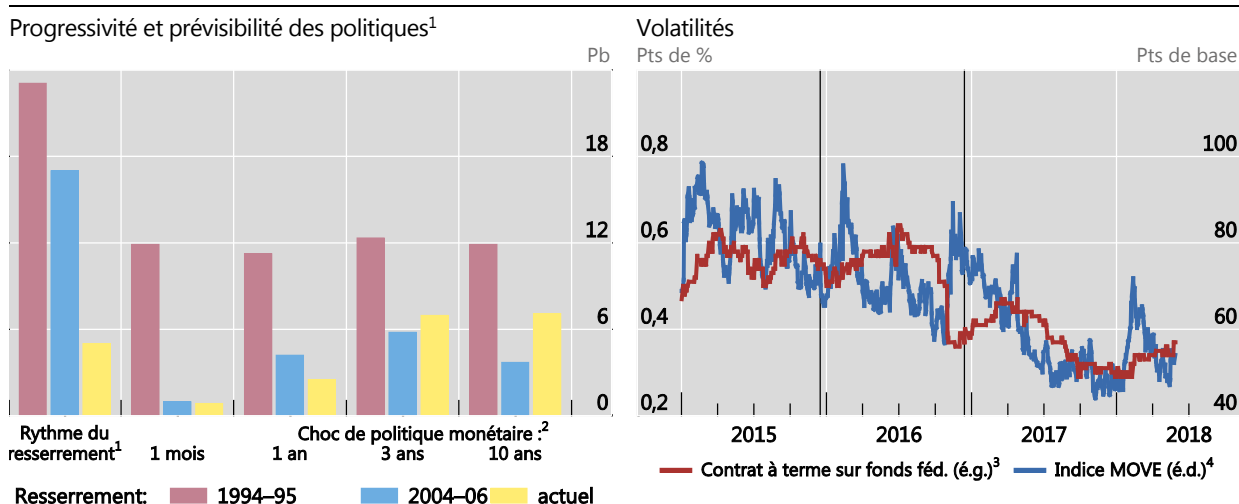 Progressivité et prévisibilité des politiques1
Pb
18
12
6
0
Rythme du
resserrement1
Choc de politique monétaire :2
1 mois
1 an
3 ans
10 ans
Resserrement:
1994–95
2004–06
actuel
Volatilités
Pts de %
Pts de base
0,8
0,6
0,4
0,2
100
80
60
40
2015
2016
2017
2018
Contrat à terme sur fonds féd. (é.g.)3
Indice MOVE (é.d.)4